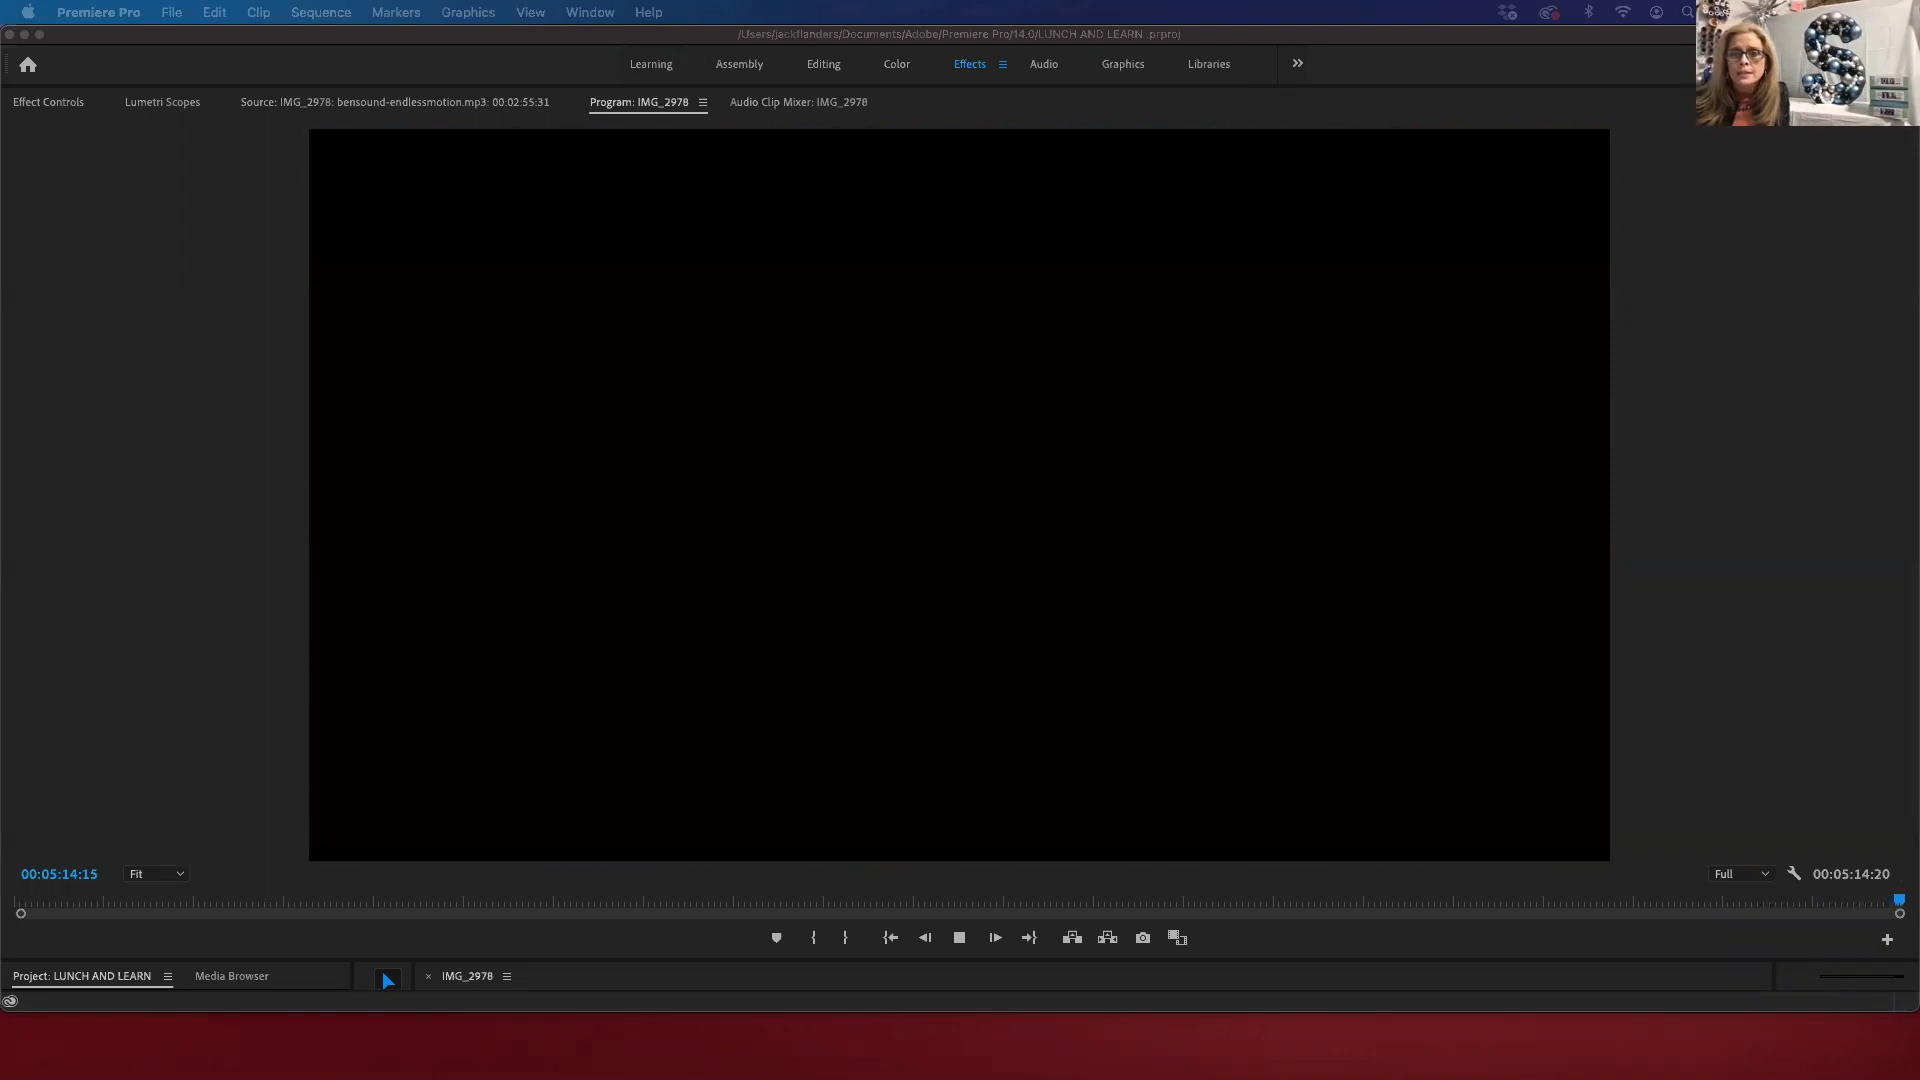 Premiere Pro File Edit Clip Sequence Markers Graphics View Window Help
/Users/jackflanders/Documents/Adobe/Premiere Pro/14.0/LUNCH AND LEARN .prproj
Learning Assembly Editing Color Effects Audio Graphics Libraries
Effect Controls Lumetri Scopes Source: IMG_2978: bensound-endlessmotion.mp3: 00:02:55:31 Program: IMG_2978 Audio Clip Mixer: IMG_2978
S
00:05:14:15 Fit Full 00:05:14:20
Project: LUNCH AND LEARN Media Browser × IMG_2978